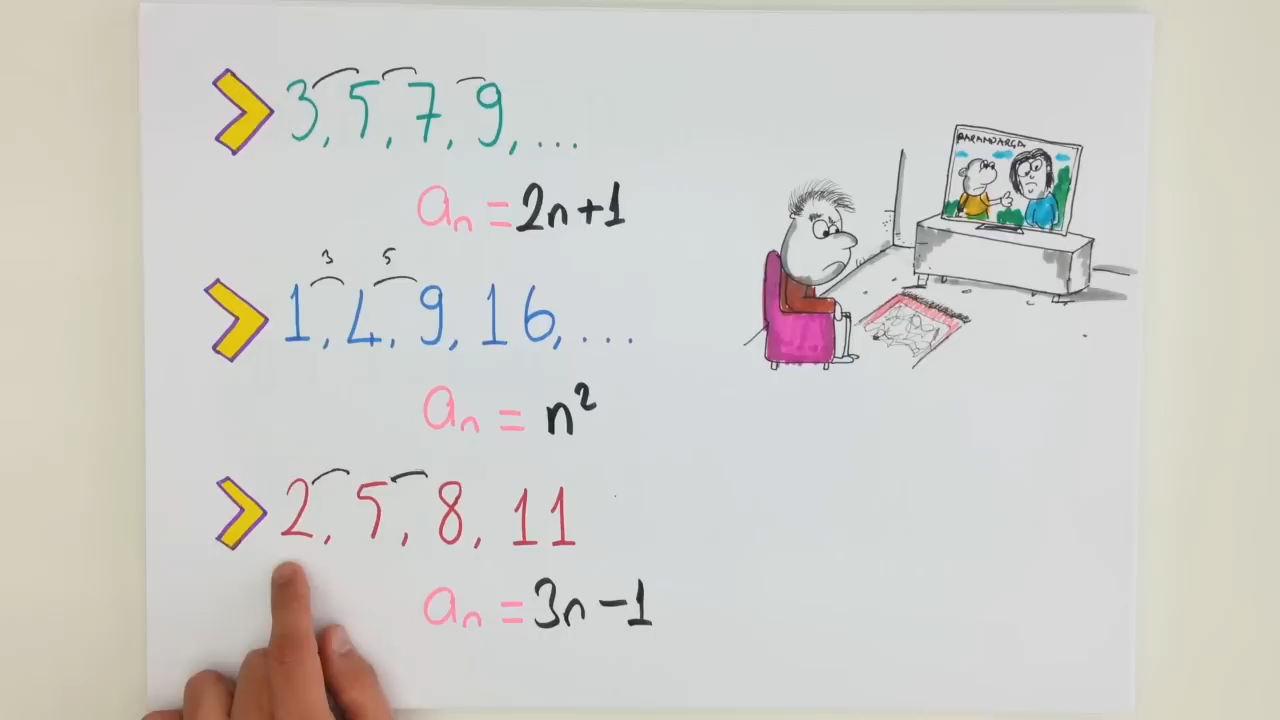 3, 5, 7, 9, ...
aₙ = 2n+1
3 5
1, 4, 9, 16, ...
aₙ = n²
2, 5, 8, 11
aₙ = 3n-1
PARAMDARGA